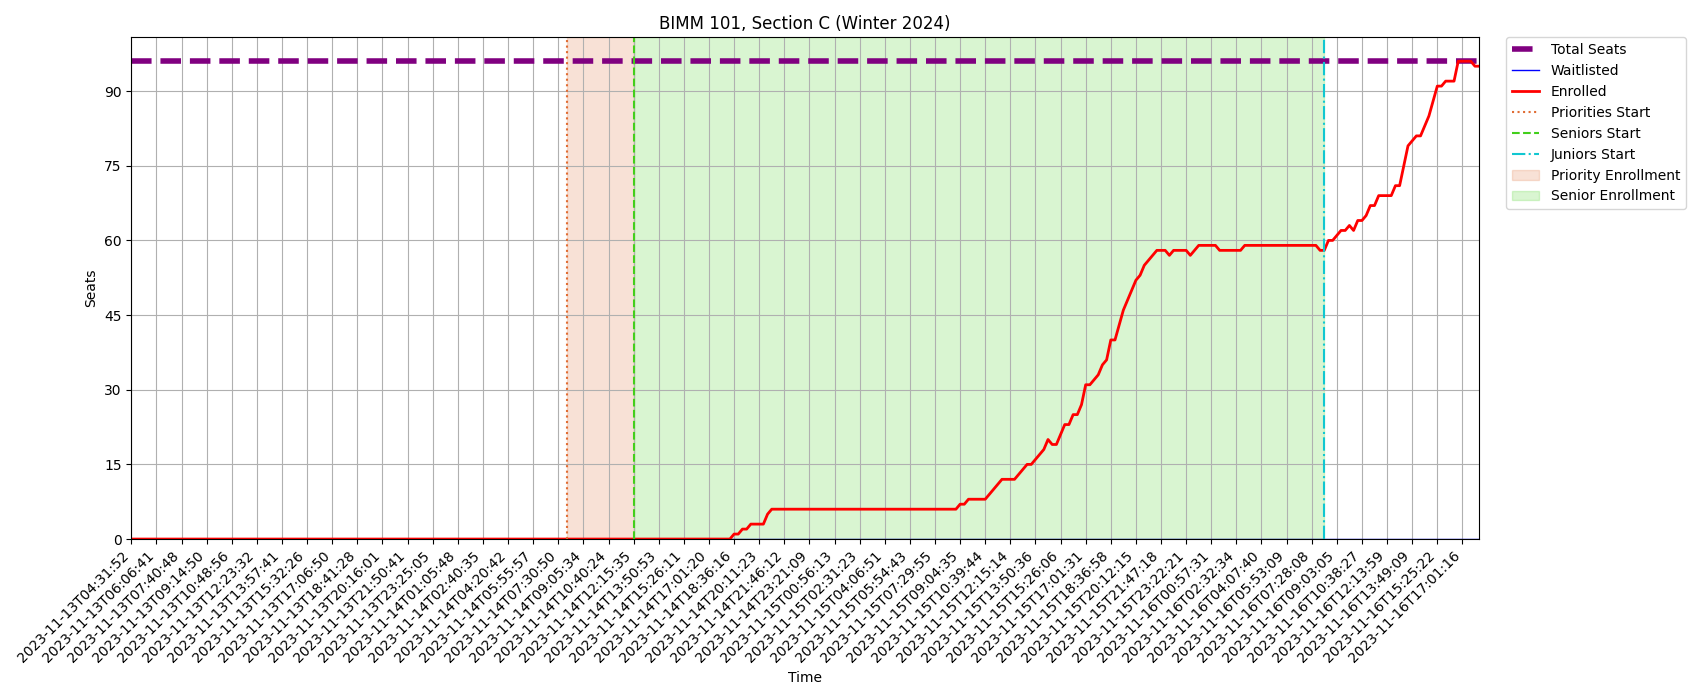 BIMM 101, Section C (Winter 2024)
Total Seats
Waitlisted
Enrolled
Priorities Start
Seniors Start
Juniors Start
Priority Enrollment
Senior Enrollment
90
75
60
45
30
15
0
Seats
2023-11-13T04:31:52
2023-11-13T06:06:41
2023-11-13T07:40:48
2023-11-13T09:14:50
2023-11-13T10:48:56
2023-11-13T12:23:32
2023-11-13T13:57:41
2023-11-13T15:32:26
2023-11-13T17:06:50
2023-11-13T18:41:28
2023-11-13T20:16:01
2023-11-13T21:50:41
2023-11-13T23:25:05
2023-11-14T01:05:48
2023-11-14T02:40:35
2023-11-14T04:20:42
2023-11-14T05:55:57
2023-11-14T07:30:50
2023-11-14T09:05:34
2023-11-14T10:40:24
2023-11-14T12:15:35
2023-11-14T13:50:53
2023-11-14T15:26:11
2023-11-14T17:01:20
2023-11-14T18:36:16
2023-11-14T20:11:23
2023-11-14T21:46:12
2023-11-14T23:21:09
2023-11-15T00:56:13
2023-11-15T02:31:23
2023-11-15T04:06:51
2023-11-15T05:54:43
2023-11-15T07:29:55
2023-11-15T09:04:35
2023-11-15T10:39:44
2023-11-15T12:15:14
2023-11-15T13:50:36
2023-11-15T15:26:06
2023-11-15T17:01:31
2023-11-15T18:36:58
2023-11-15T20:12:15
2023-11-15T21:47:18
2023-11-15T23:22:21
2023-11-16T00:57:31
2023-11-16T02:32:34
2023-11-16T04:07:40
2023-11-16T05:53:09
2023-11-16T07:28:08
2023-11-16T09:03:05
2023-11-16T10:38:27
2023-11-16T12:13:59
2023-11-16T13:49:09
2023-11-16T15:25:22
2023-11-16T17:01:16
Time